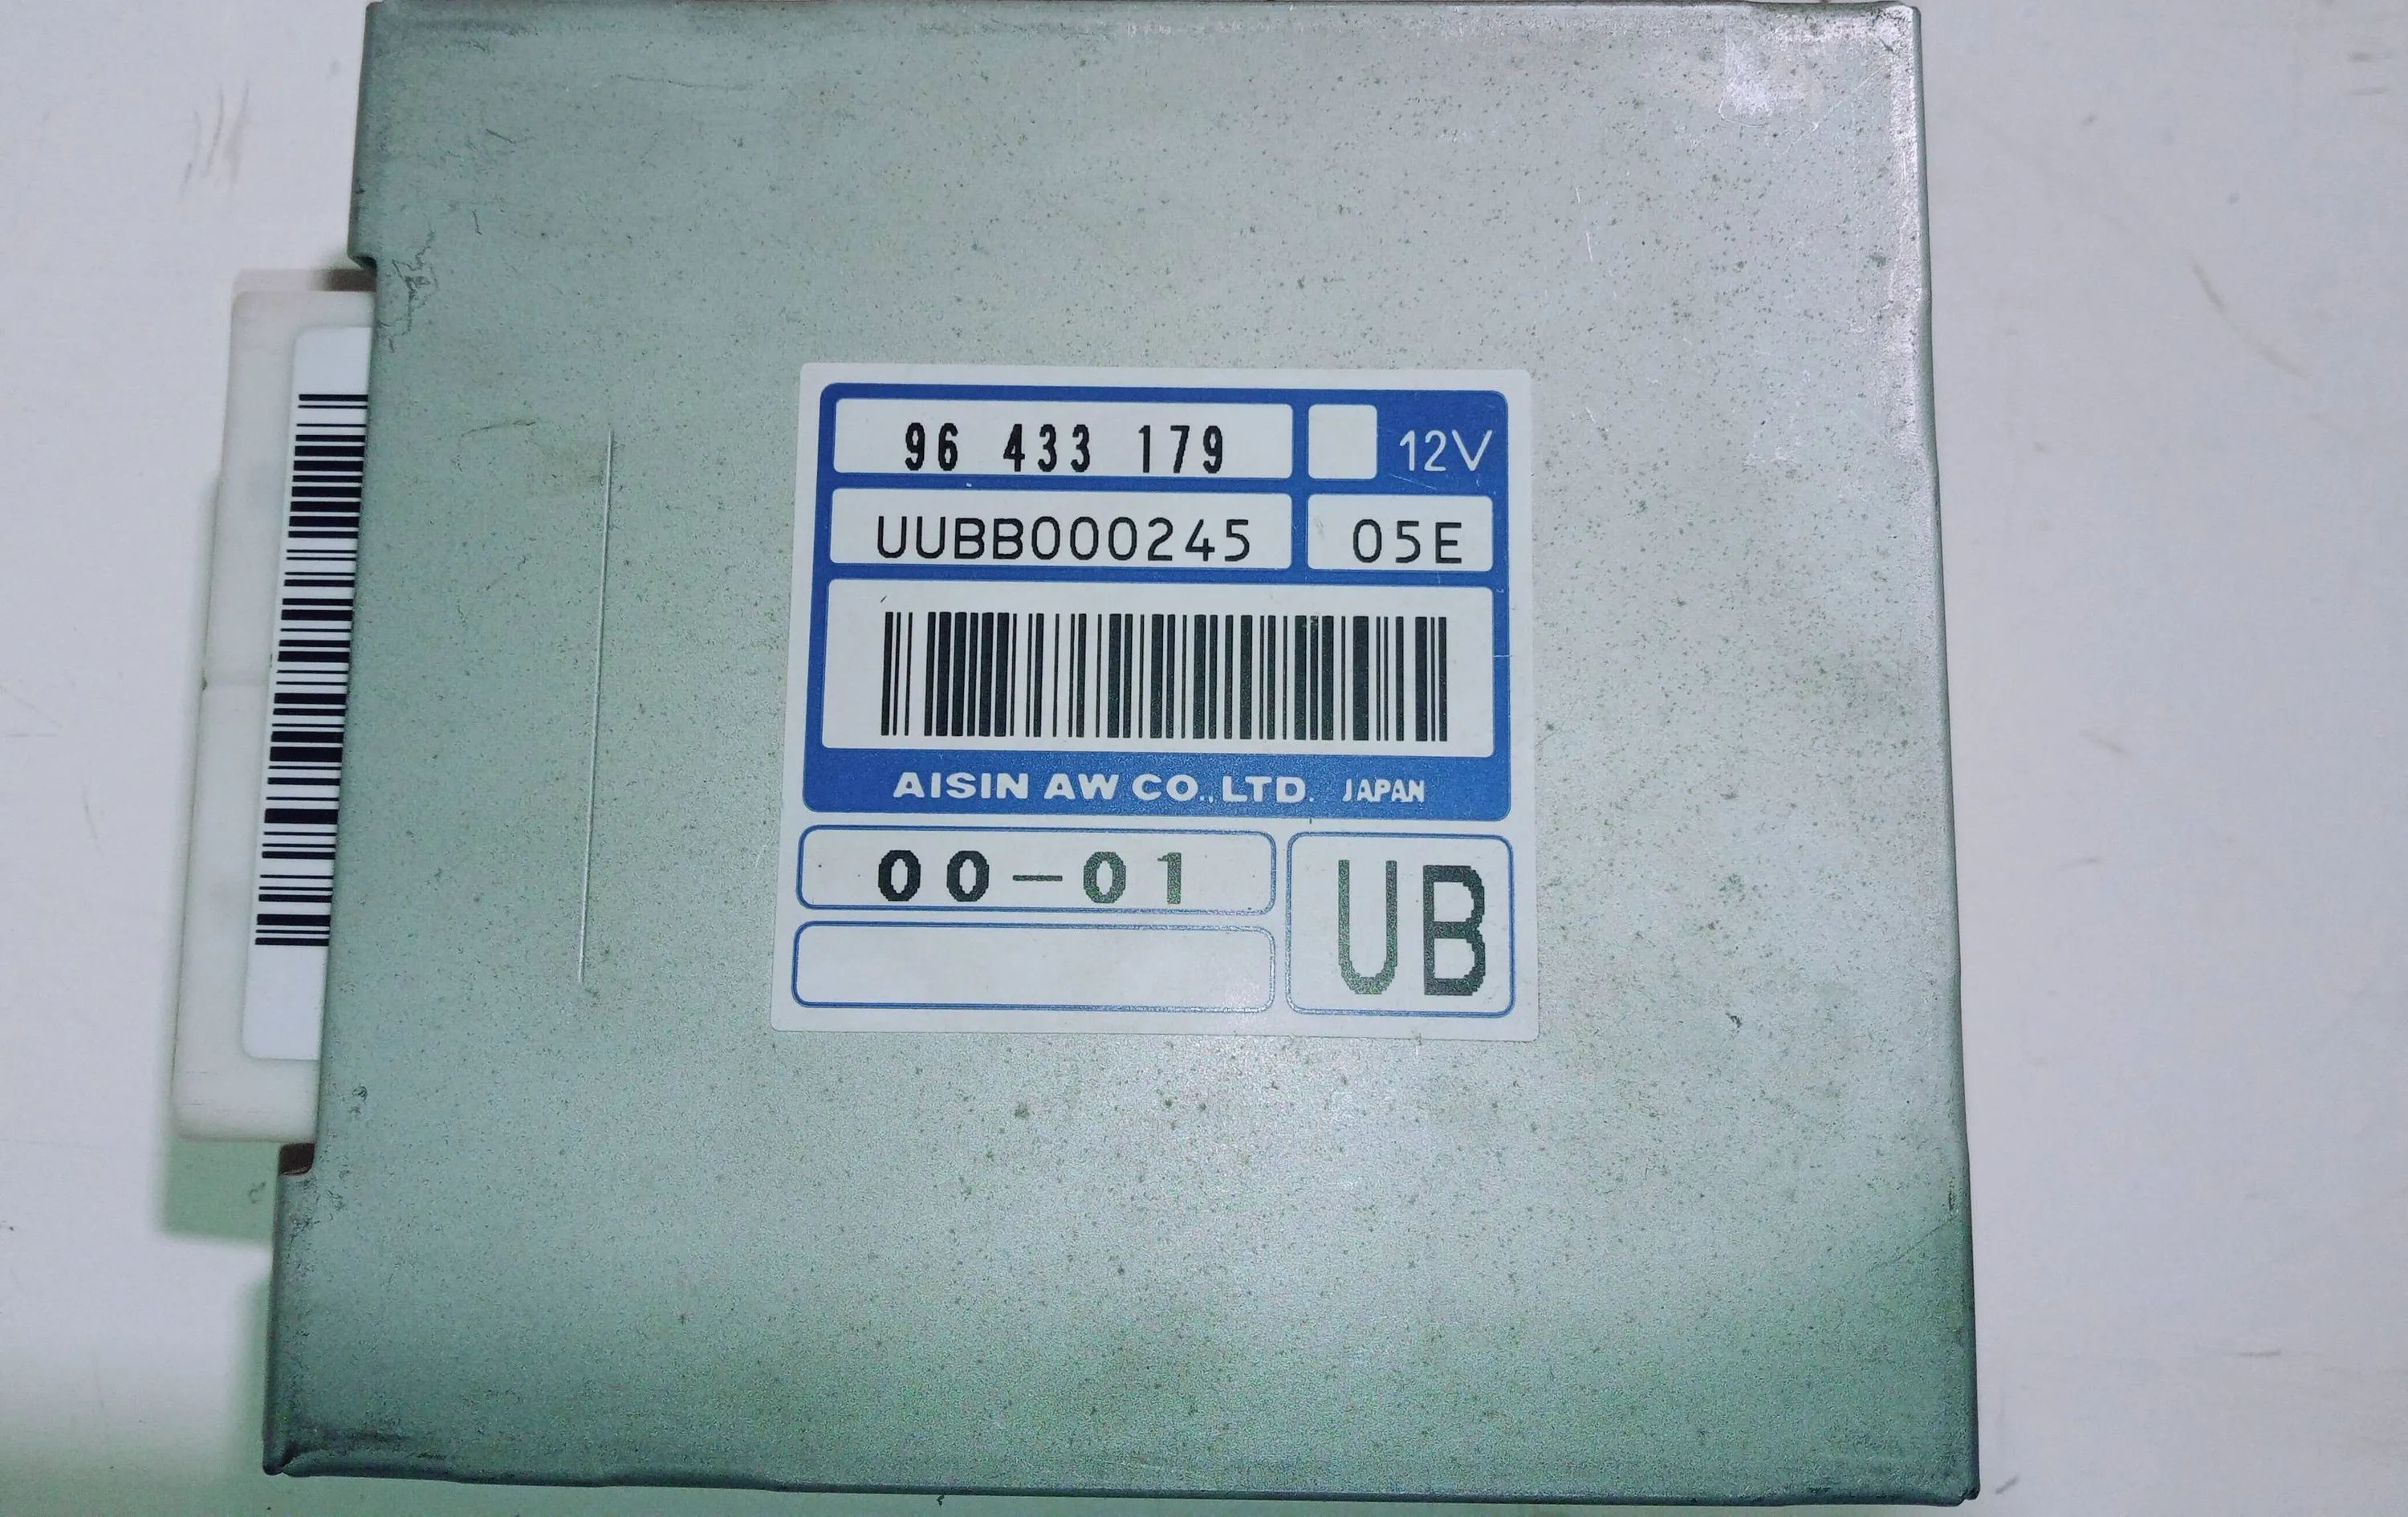 96 433 179
12V
UUBB000245
05E
AISIN AW CO.,LTD. JAPAN
00-01
UB